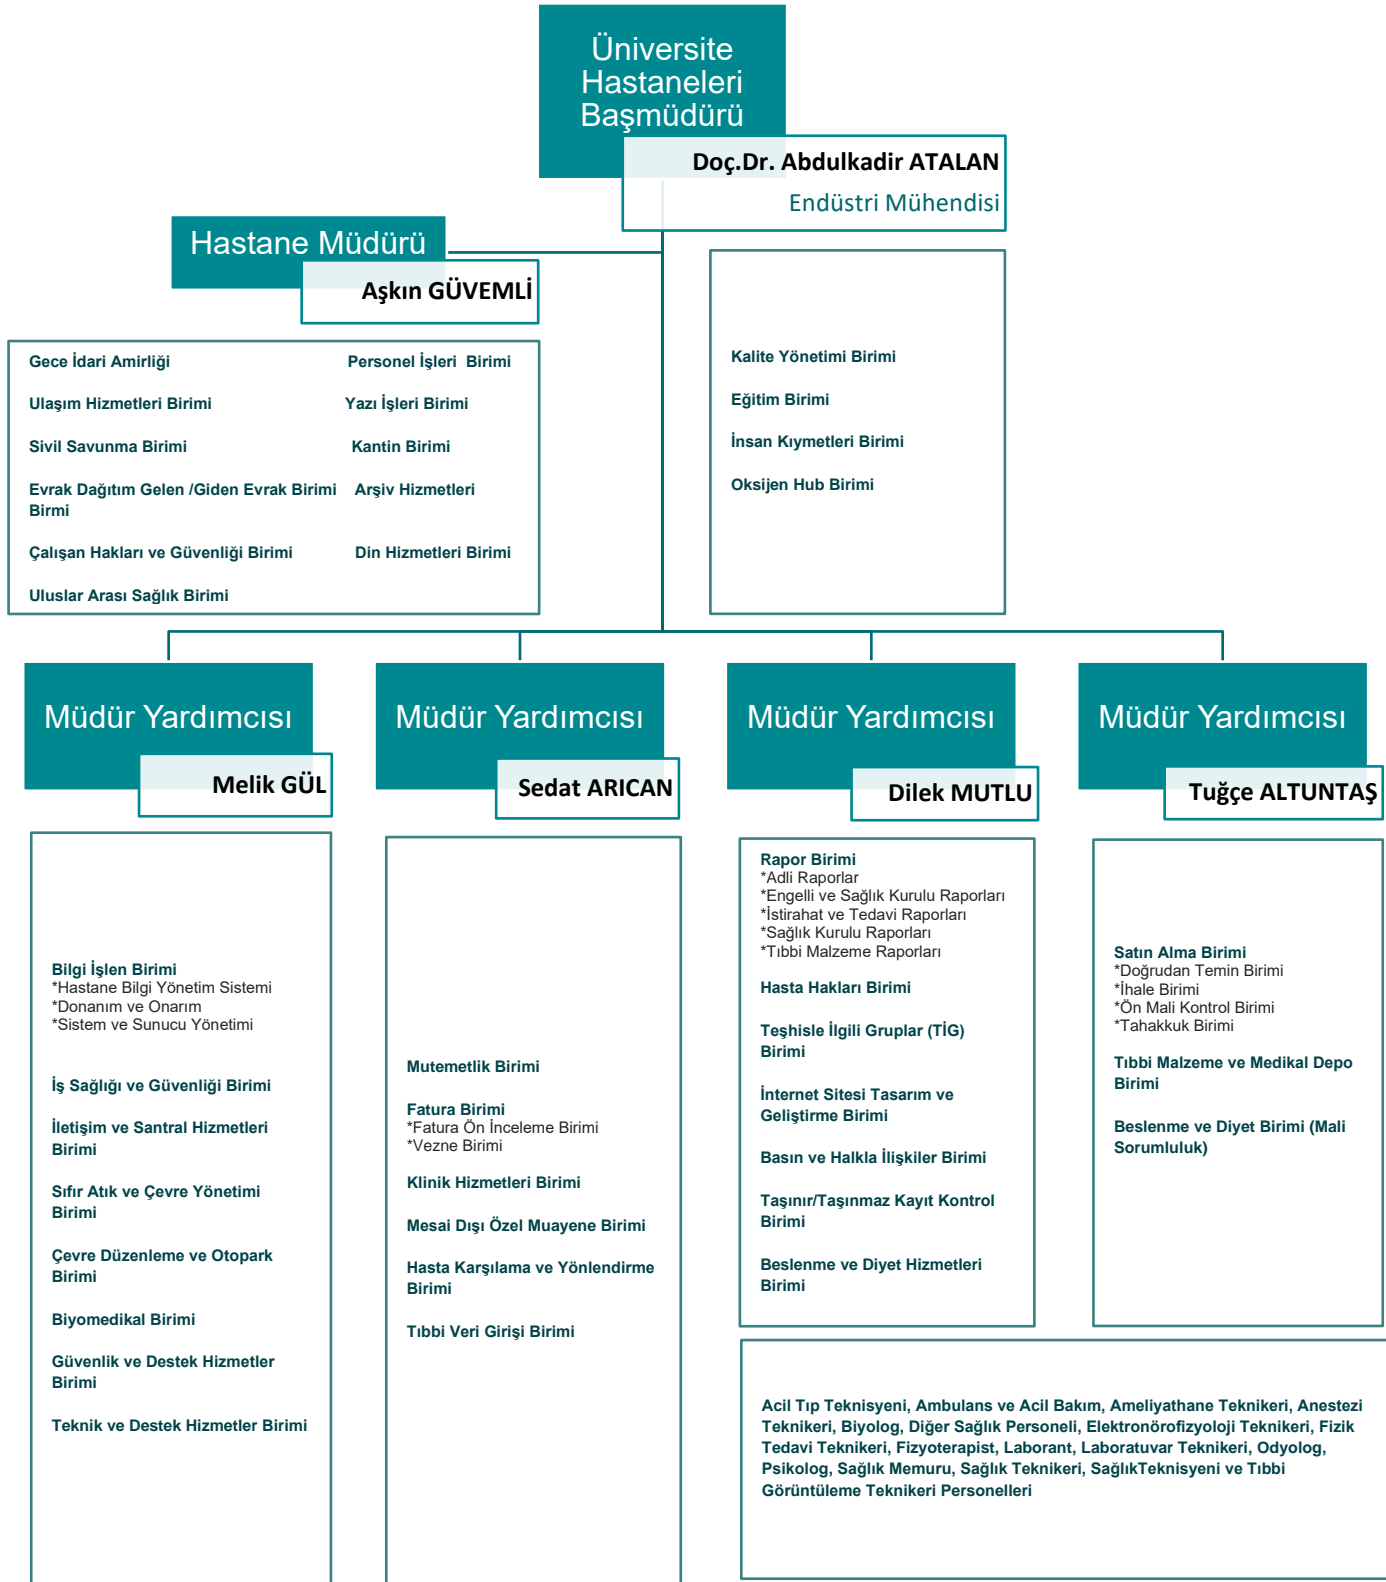 Üniversite
Hastaneleri
Başmüdürü
Doç.Dr. Abdulkadir ATALAN
Endüstri Mühendisi
Hastane Müdürü
Aşkın GÜVEMLİ
Gece İdari Amirliği Personel İşleri Birimi
Ulaşım Hizmetleri Birimi Yazı İşleri Birimi
Sivil Savunma Birimi Kantin Birimi
Evrak Dağıtım Gelen /Giden Evrak Birimi Arşiv Hizmetleri
Birmi
Çalışan Hakları ve Güvenliği Birimi Din Hizmetleri Birimi
Uluslar Arası Sağlık Birimi
Kalite Yönetimi Birimi
Eğitim Birimi
İnsan Kıymetleri Birimi
Oksijen Hub Birimi
Müdür Yardımcısı
Melik GÜL
Bilgi İşlen Birimi
*Hastane Bilgi Yönetim Sistemi
*Donanım ve Onarım
*Sistem ve Sunucu Yönetimi
İş Sağlığı ve Güvenliği Birimi
İletişim ve Santral Hizmetleri
Birimi
Sıfır Atık ve Çevre Yönetimi
Birimi
Çevre Düzenleme ve Otopark
Birimi
Biyomedikal Birimi
Güvenlik ve Destek Hizmetler
Birimi
Teknik ve Destek Hizmetler Birimi
Müdür Yardımcısı
Sedat ARICAN
Mutemetlik Birimi
Fatura Birimi
*Fatura Ön İnceleme Birimi
*Vezne Birimi
Klinik Hizmetleri Birimi
Mesai Dışı Özel Muayene Birimi
Hasta Karşılama ve Yönlendirme
Birimi
Tıbbi Veri Girişi Birimi
Müdür Yardımcısı
Dilek MUTLU
Rapor Birimi
*Adli Raporlar
*Engelli ve Sağlık Kurulu Raporları
*İstirahat ve Tedavi Raporları
*Sağlık Kurulu Raporları
*Tıbbi Malzeme Raporları
Hasta Hakları Birimi
Teşhisle İlgili Gruplar (TİG)
Birimi
İnternet Sitesi Tasarım ve
Geliştirme Birimi
Basın ve Halkla İlişkiler Birimi
Taşınır/Taşınmaz Kayıt Kontrol
Birimi
Beslenme ve Diyet Hizmetleri
Birimi
Müdür Yardımcısı
Tuğçe ALTUNTAŞ
Satın Alma Birimi
*Doğrudan Temin Birimi
*İhale Birimi
*Ön Mali Kontrol Birimi
*Tahakkuk Birimi
Tıbbi Malzeme ve Medikal Depo
Birimi
Beslenme ve Diyet Birimi (Mali
Sorumluluk)
Acil Tıp Teknisyeni, Ambulans ve Acil Bakım, Ameliyathane Teknikeri, Anestezi
Teknikeri, Biyolog, Diğer Sağlık Personeli, Elektronörofizyoloji Teknikeri, Fizik
Tedavi Teknikeri, Fizyoterapist, Laborant, Laboratuvar Teknikeri, Odyolog,
Psikolog, Sağlık Memuru, Sağlık Teknikeri, SağlıkTeknisyeni ve Tıbbi
Görüntüleme Teknikeri Personelleri